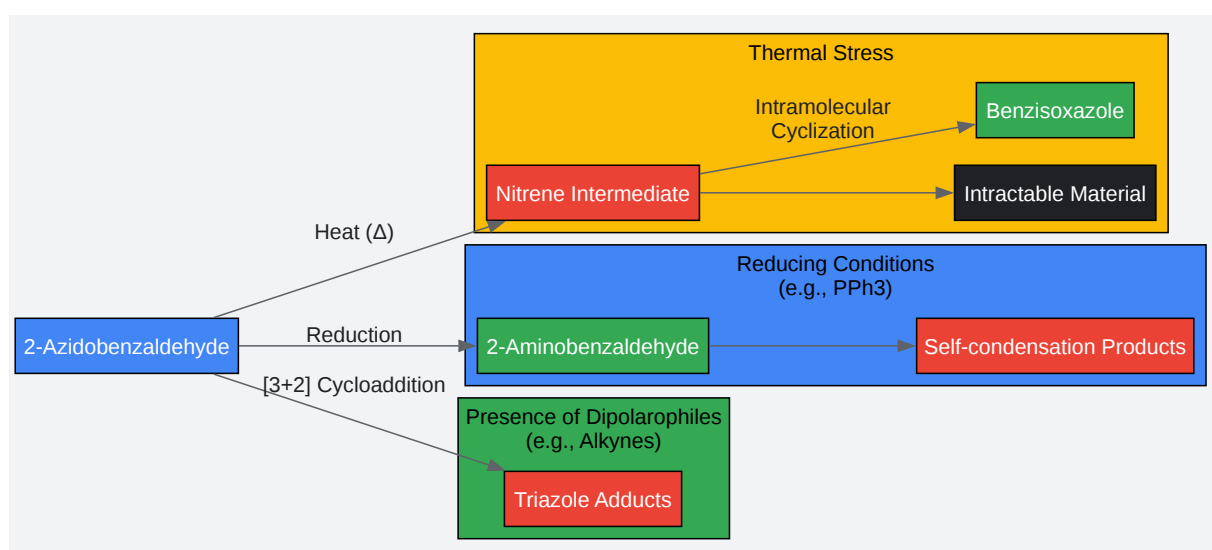 Thermal Stress
Intramolecular
Cyclization
Benzisoxazole
Nitrene Intermediate
Intractable Material
Heat (Δ)
Reducing Conditions
(e.g., PPh3)
2-Azidobenzaldehyde
Reduction
2-Aminobenzaldehyde
Self-condensation Products
[3+2] Cycloaddition
Presence of Dipolarophiles
(e.g., Alkynes)
Triazole Adducts